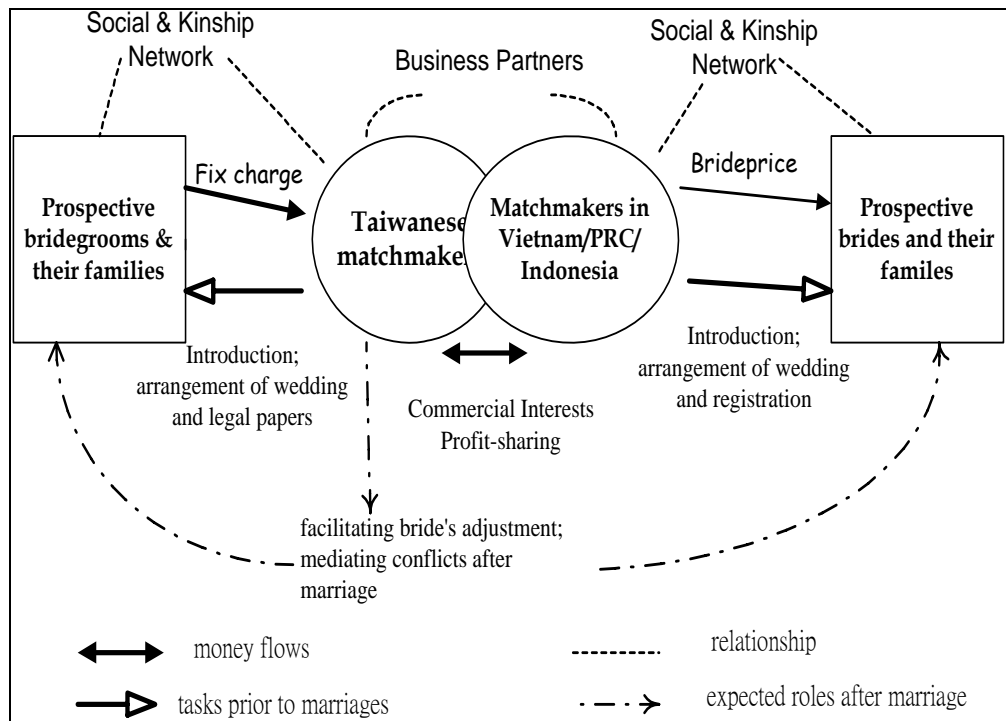 Social & Kinship
Network
Business Partners
Social & Kinship
Network
Fix charge
Brideprice
Prospective
bridegrooms &
their families
Taiwanese
matchmaker
Matchmakers in
Vietnam/PRC/
Indonesia
Prospective
brides and their
familes
Introduction;
arrangement of wedding
and legal papers
Commercial Interests
Profit-sharing
Introduction;
arrangement of wedding
and registration
facilitating bride's adjustment;
mediating conflicts after
marriage
money flows
relationship
tasks prior to marriages
expected roles after marriage